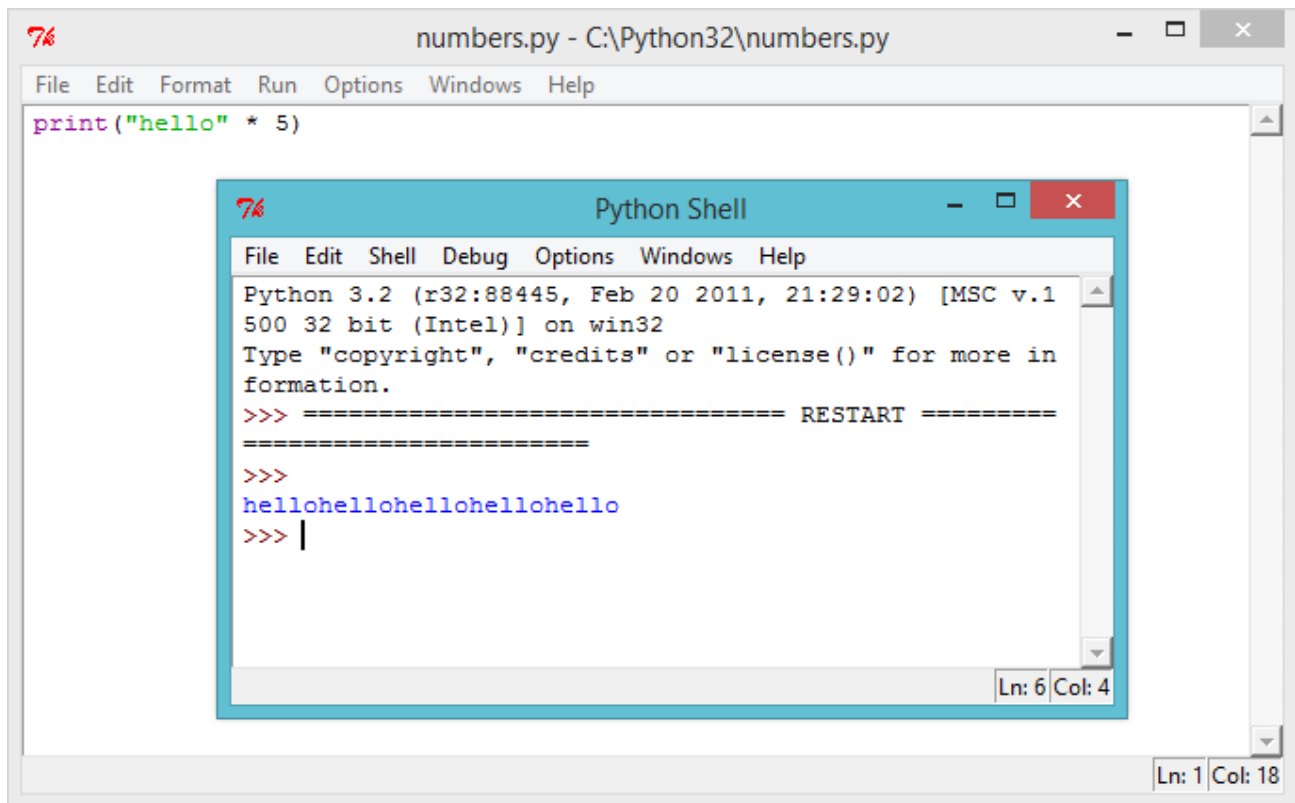 numbers.py - C:\Python32\numbers.py
File Edit Format Run Options Windows Help
print("hello" * 5)
Python Shell
File Edit Shell Debug Options Windows Help
Python 3.2 (r32:88445, Feb 20 2011, 21:29:02) [MSC v.1
500 32 bit (Intel)] on win32
Type "copyright", "credits" or "license()" for more in
formation.
>>> ================================ RESTART =========
=======================
>>>
hellohellohellohellohello
>>>
Ln: 6 Col: 4
Ln: 1 Col: 18